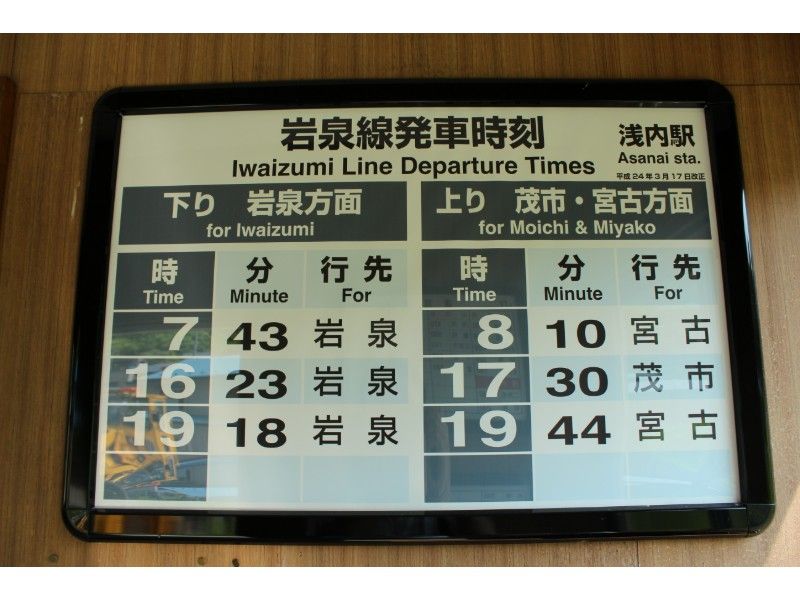 岩泉線発車時刻
Iwaizumi Line Departure Times
浅内駅
Asanai sta.
平成24年3月17日改正
下り 岩泉方面
for Iwaizumi
上り 茂市・宮古方面
for Moichi & Miyako
時 分 行先
Time Minute For
7 43 岩泉
16 23 岩泉
19 18 岩泉
時 分 行先
Time Minute For
8 10 宮古
17 30 茂市
19 44 宮古